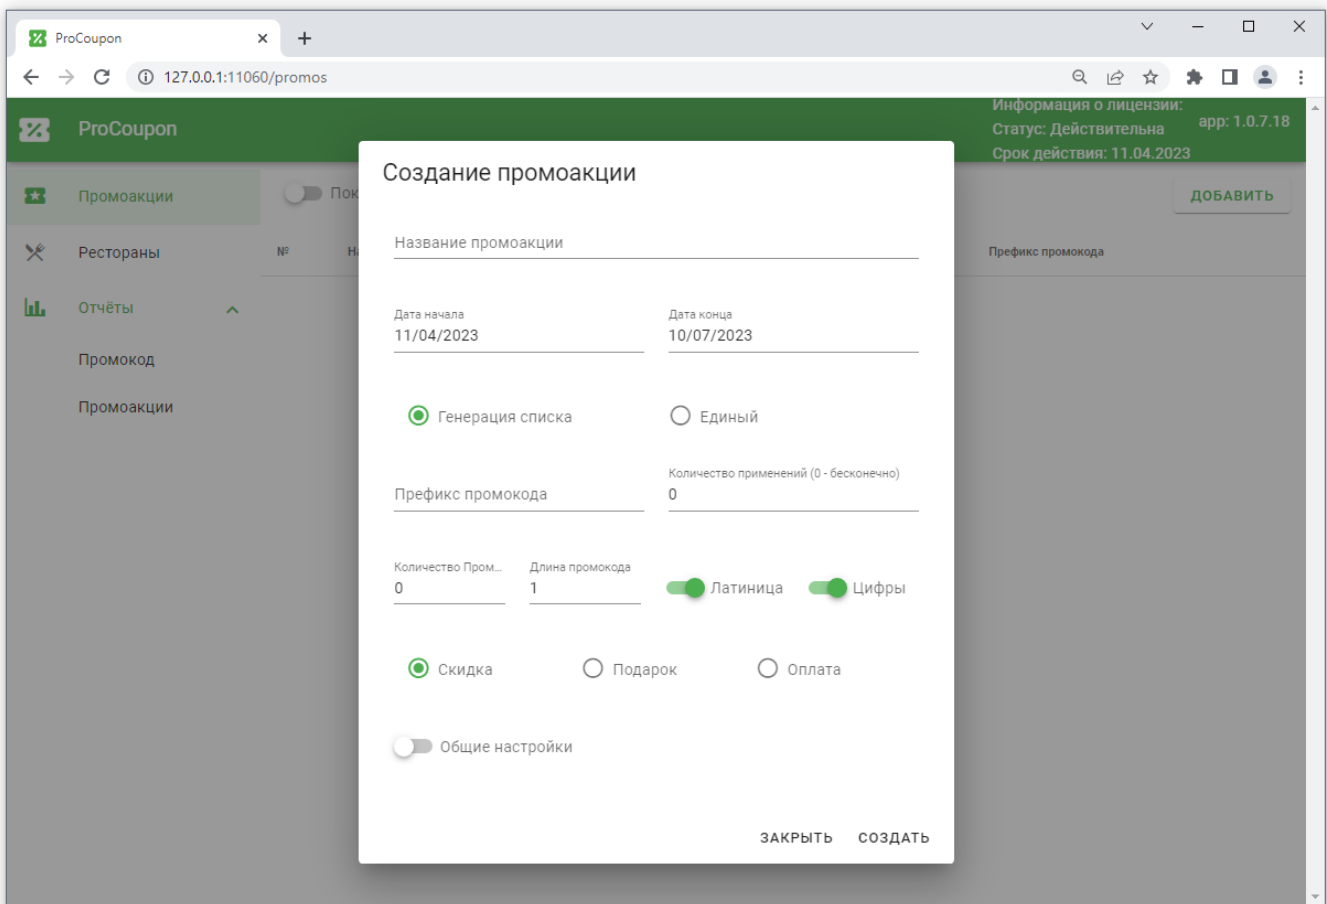 ProCoupon
127.0.0.1:11060/promos
ProCoupon
Информация о лицензии:
Статус: Действительна
Срок действия: 11.04.2023
app: 1.0.7.18
Промоакции
Рестораны
Отчёты
Промокод
Промоакции
Пок
ДОБАВИТЬ
№
На
Префикс промокода
Создание промоакции
Название промоакции
Дата начала
11/04/2023
Дата конца
10/07/2023
Генерация списка
Единый
Префикс промокода
Количество применений (0 - бесконечно)
0
Количество Пром...
0
Длина промокода
1
Латиница
Цифры
Скидка
Подарок
Оплата
Общие настройки
ЗАКРЫТЬ
СОЗДАТЬ